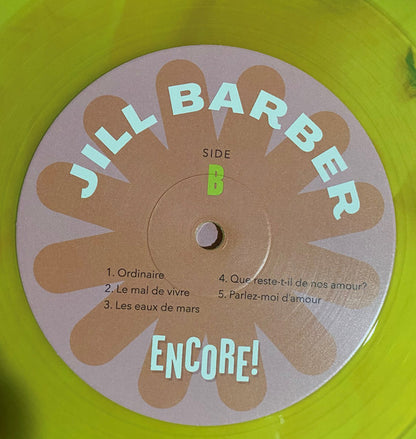 JILL BARBER
SIDE
B
1. Ordinaire
2. Le mal de vivre
3. Les eaux de mars
4. Que reste-t-il de nos amour?
5. Parlez-moi d'amour
ENCORE!